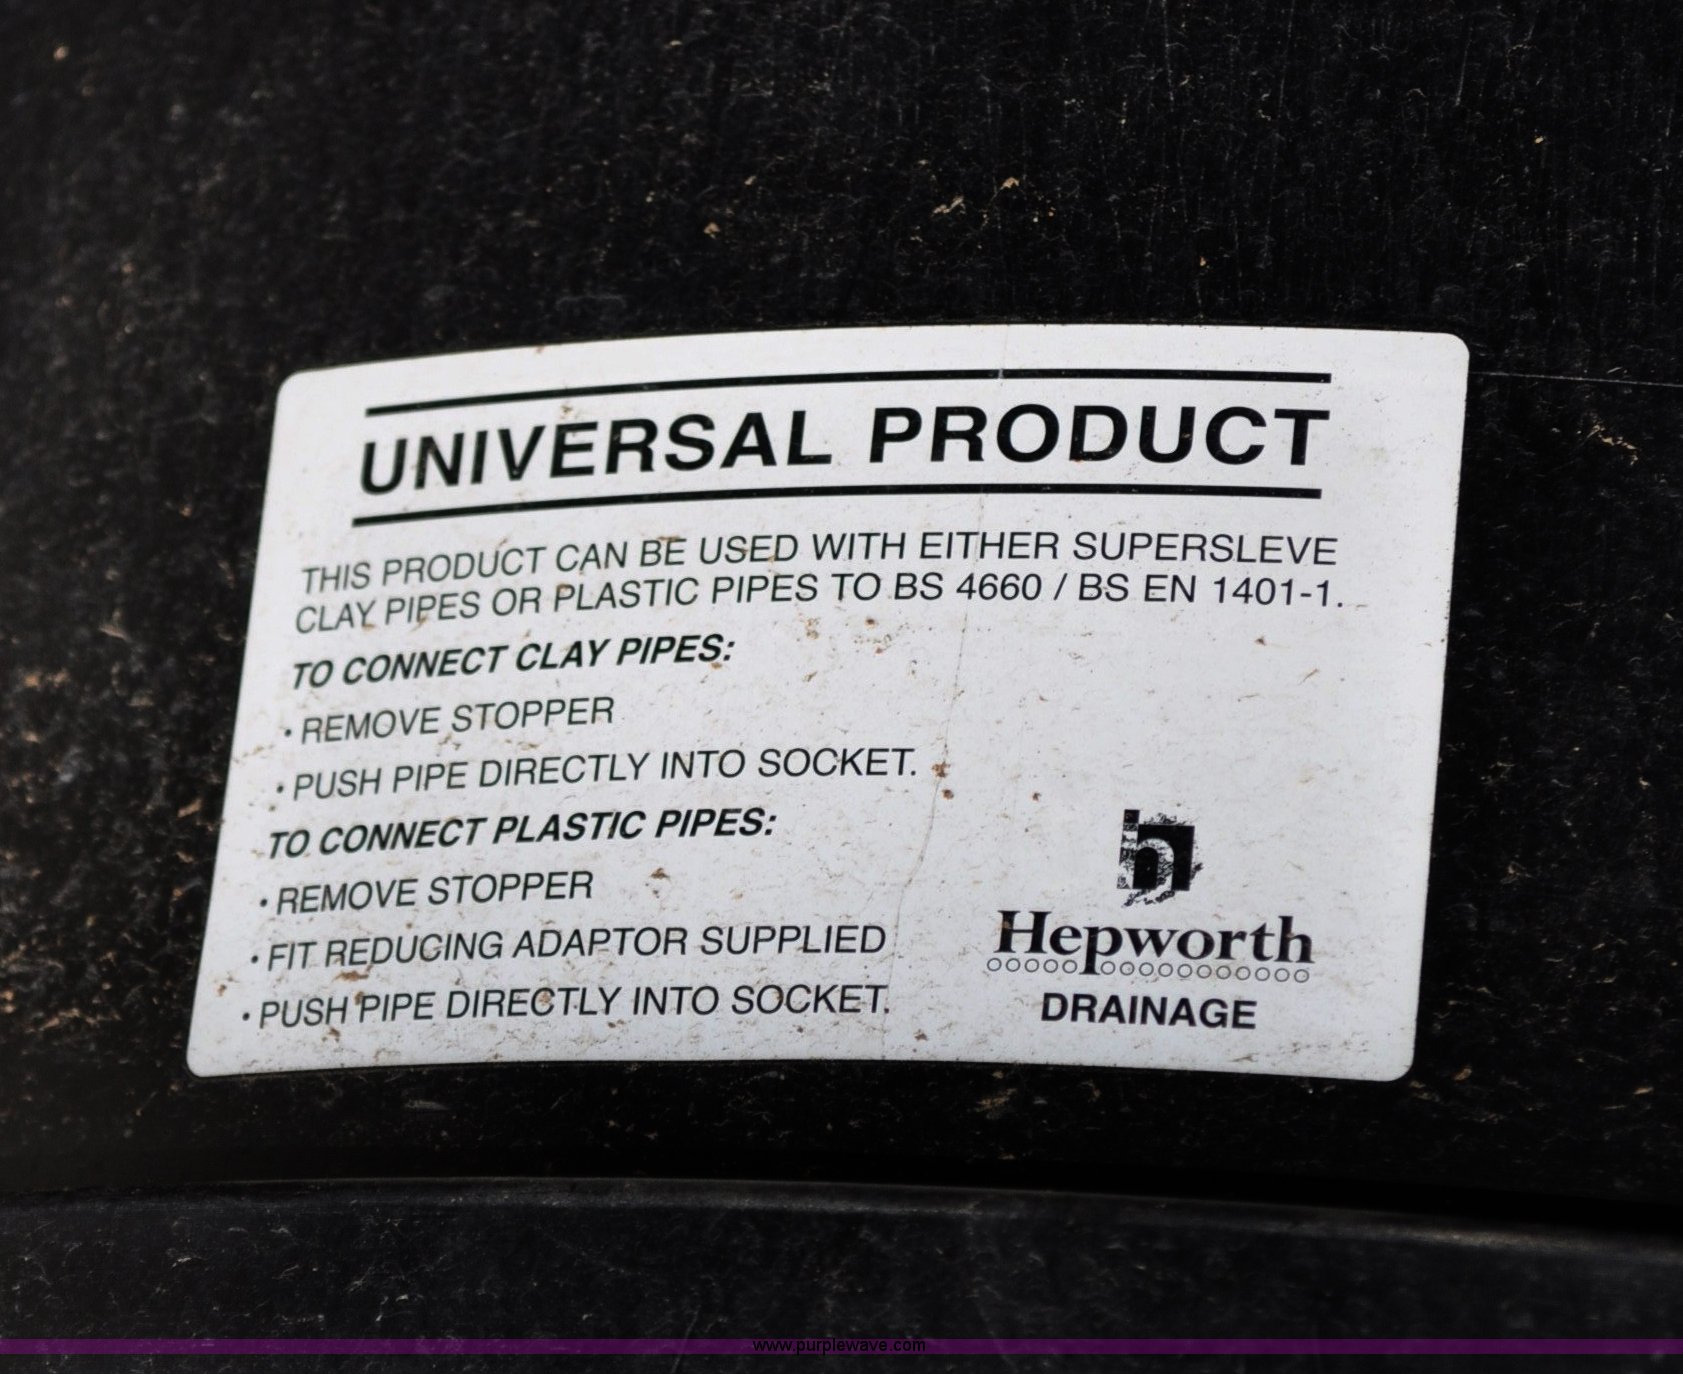 UNIVERSAL PRODUCT
THIS PRODUCT CAN BE USED WITH EITHER SUPERSLEVE
CLAY PIPES OR PLASTIC PIPES TO BS 4660 / BS EN 1401-1.
TO CONNECT CLAY PIPES:
· REMOVE STOPPER
· PUSH PIPE DIRECTLY INTO SOCKET.
TO CONNECT PLASTIC PIPES:
· REMOVE STOPPER
· FIT REDUCING ADAPTOR SUPPLIED
· PUSH PIPE DIRECTLY INTO SOCKET.
h
Hepworth
DRAINAGE
www.purplewave.com